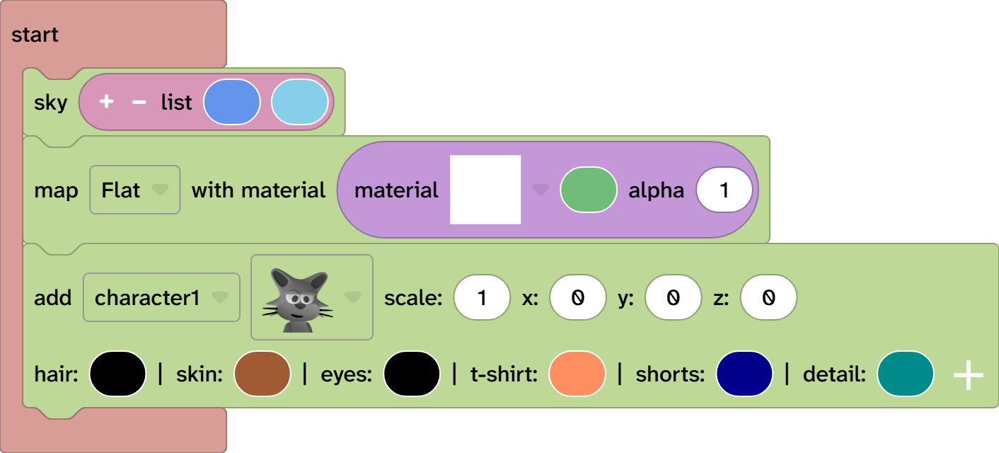 start
sky + - list
map Flat with material material alpha 1
add character1 scale: 1 x: 0 y: 0 z: 0
hair: | skin: | eyes: | t-shirt: | shorts: | detail: +